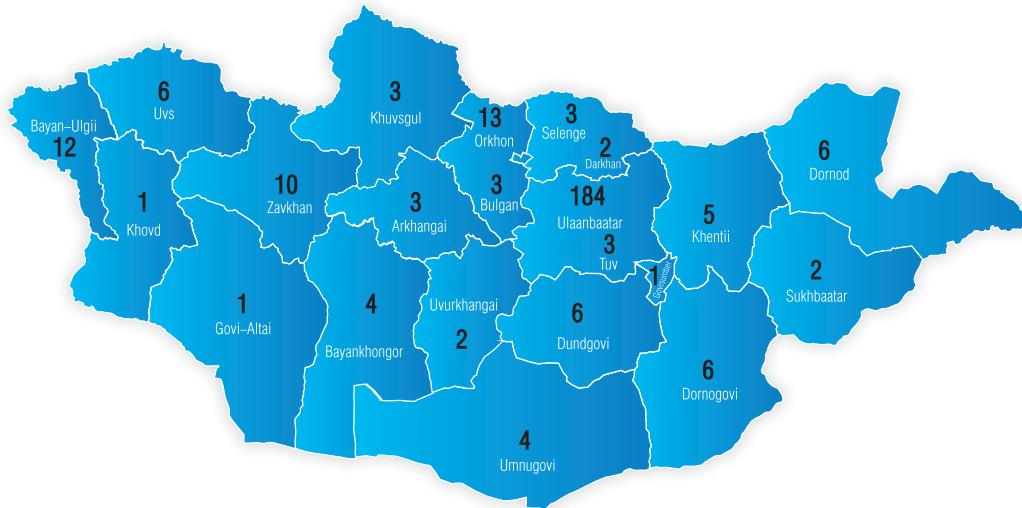 6
Uvs
Bayan–Ulgii
12
1
Khovd
10
Zavkhan
3
Khuvsgul
13
Orkhon
3
Selenge
2
Darkhan
3
Bulgan
3
Arkhangai
184
Ulaanbaatar
3
Tuv
1
Govisumber
5
Khentii
6
Dornod
2
Sukhbaatar
1
Govi–Altai
4
Bayankhongor
Uvurkhangai
2
6
Dundgovi
6
Dornogovi
4
Umnugovi